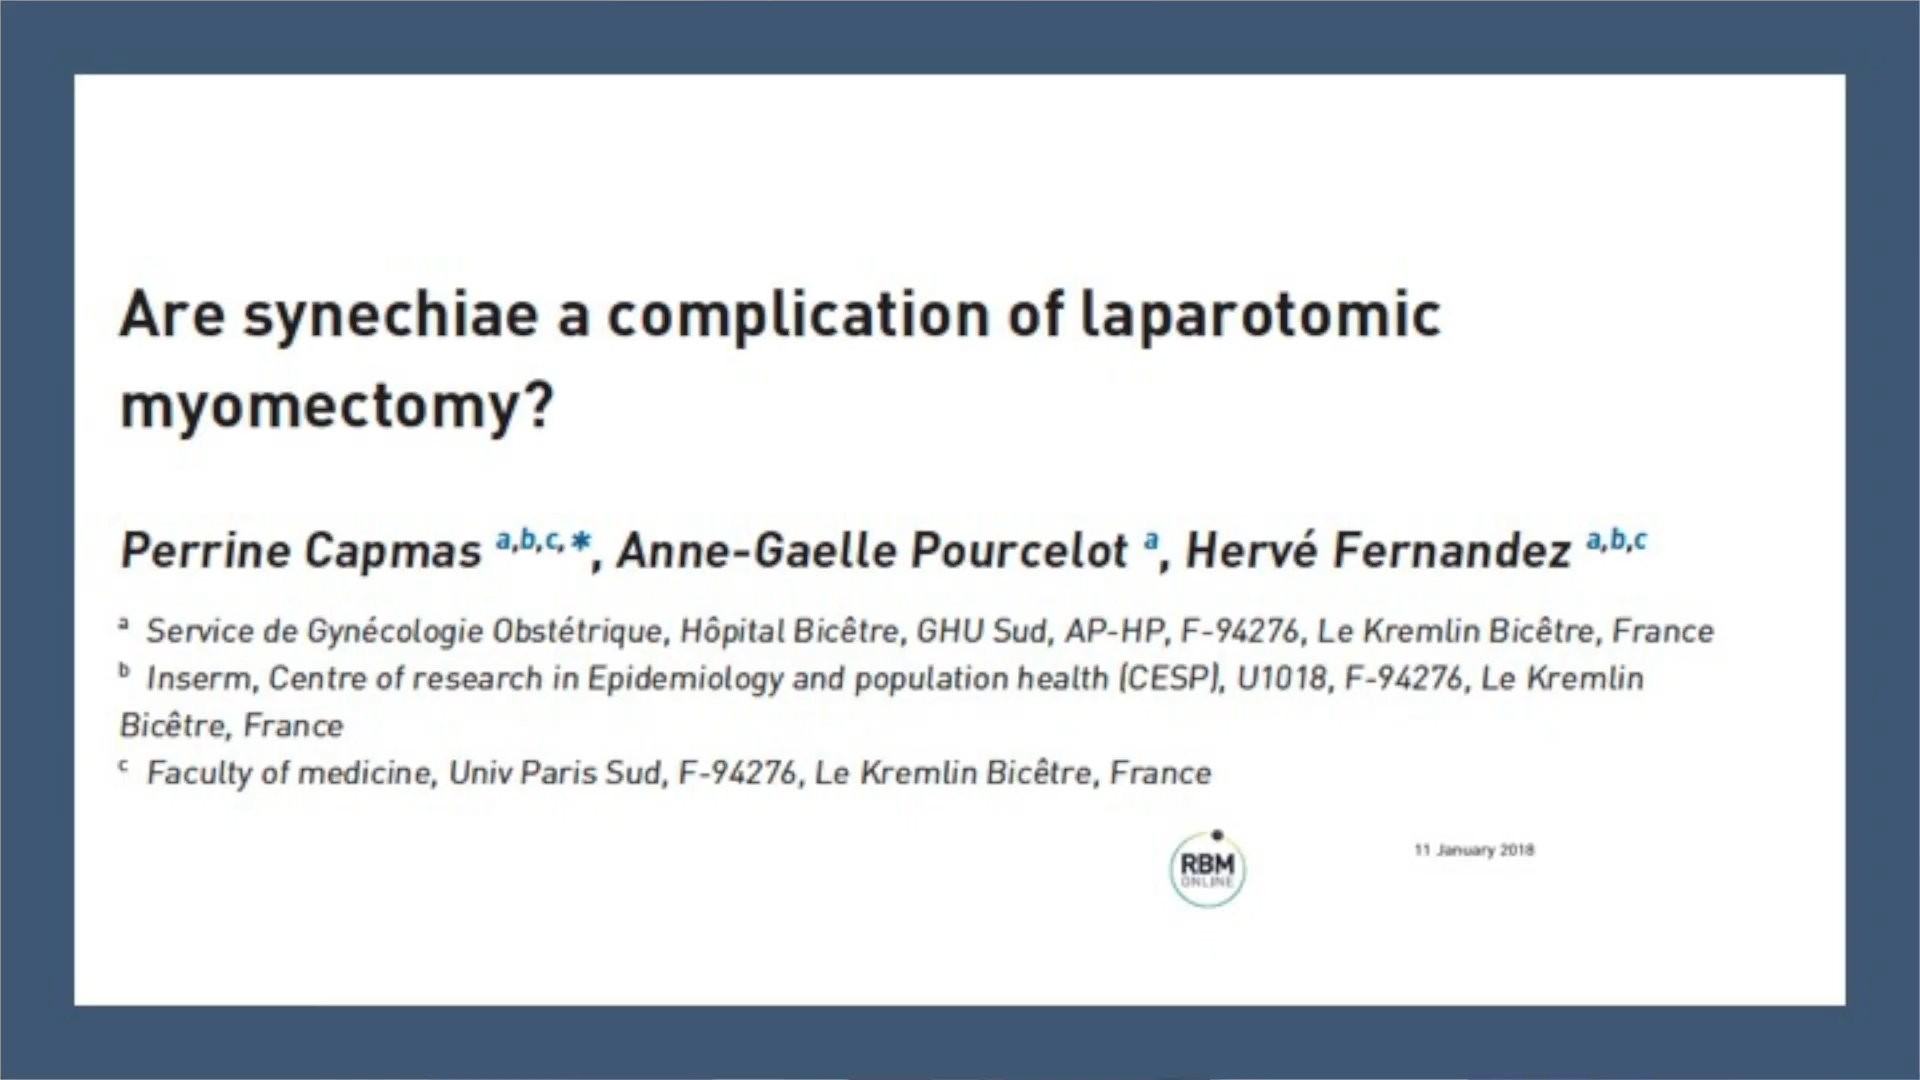 Are synechiae a complication of laparotomic
myomectomy?
Perrine Capmas a,b,c,*, Anne-Gaelle Pourcelot a, Hervé Fernandez a,b,c
a Service de Gynécologie Obstétrique, Hôpital Bicêtre, GHU Sud, AP-HP, F-94276, Le Kremlin Bicêtre, France
b Inserm, Centre of research in Epidemiology and population health (CESP), U1018, F-94276, Le Kremlin
Bicêtre, France
c Faculty of medicine, Univ Paris Sud, F-94276, Le Kremlin Bicêtre, France
11 January 2018
RBM
ONLINE